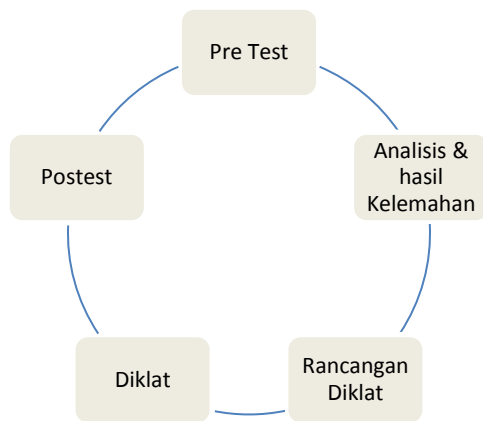 Pre Test
Analisis &
hasil
Kelemahan
Rancangan
Diklat
Diklat
Postest